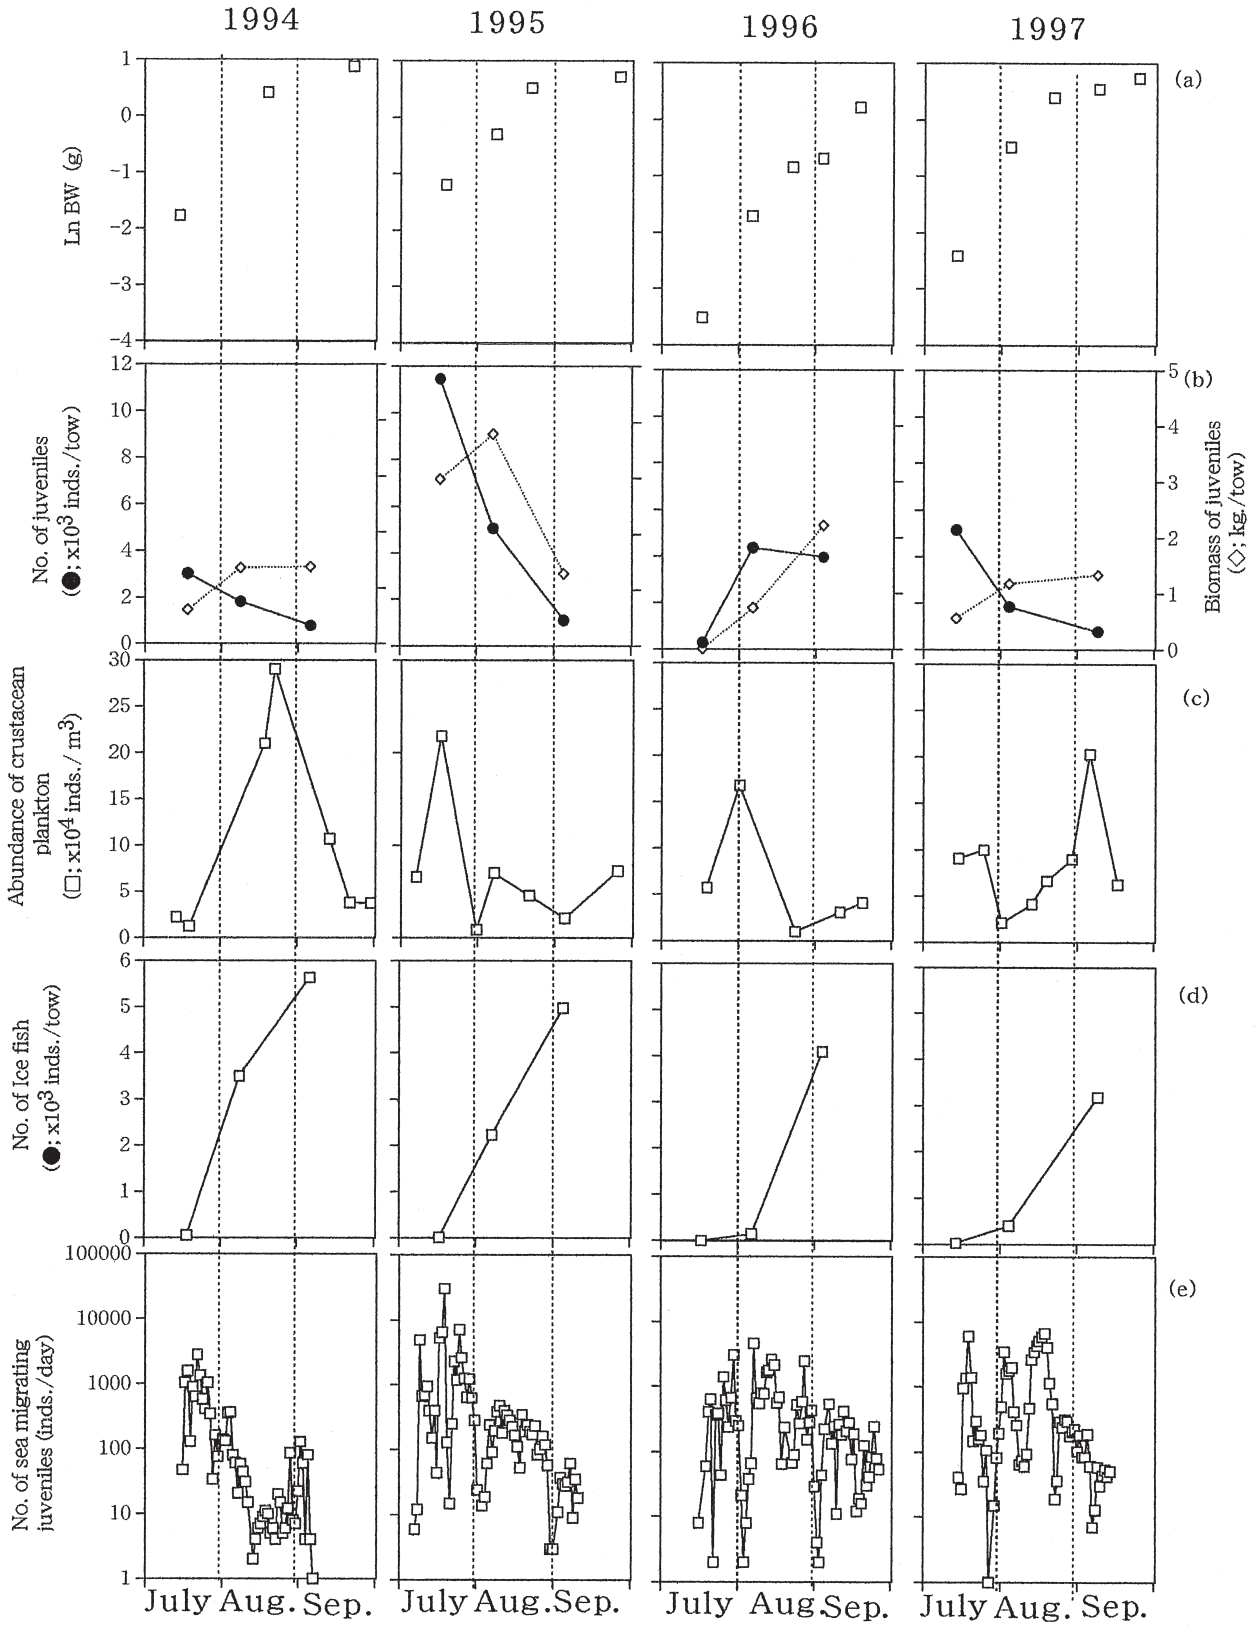 1994 1995 1996 1997
(a)
Ln BW (g)
1
0
-1
-2
-3
-4
(b)
No. of juveniles
(●; x10³ inds./tow)
12
10
8
6
4
2
0
5
4
3
2
1
0
Biomass of juveniles
(◇; kg./tow)
(c)
Abundance of crustacean
plankton
(□; x10⁴ inds./ m³)
30
25
20
15
10
5
0
(d)
No. of Ice fish
(●; x10³ inds./tow)
6
5
4
3
2
1
0
(e)
No. of sea migrating
juveniles (inds./day)
100000
10000
1000
100
10
1
July Aug. Sep. July Aug. Sep. July Aug. Sep. July Aug. Sep.